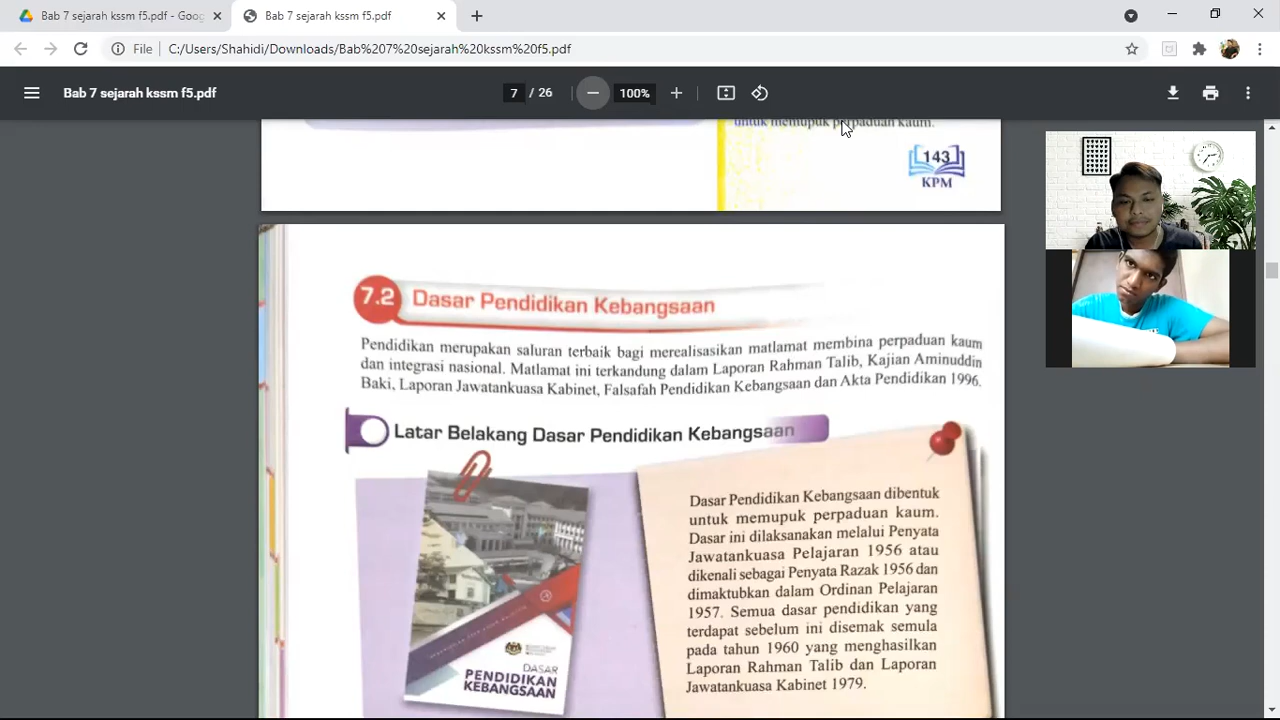 Bab 7 sejarah kssm f5.pdf - Goog
Bab 7 sejarah kssm f5.pdf
File
C:/Users/Shahidi/Downloads/Bab%207%20sejarah%20kssm%20f5.pdf
Bab 7 sejarah kssm f5.pdf
7 / 26
100%
untuk memupuk perpaduan kaum.
143
KPM
7.2 Dasar Pendidikan Kebangsaan
Pendidikan merupakan saluran terbaik bagi merealisasikan matlamat membina perpaduan kaum
dan integrasi nasional. Matlamat ini terkandung dalam Laporan Rahman Talib, Kajian Aminuddin
Baki, Laporan Jawatankuasa Kabinet, Falsafah Pendidikan Kebangsaan dan Akta Pendidikan 1996.
Latar Belakang Dasar Pendidikan Kebangsaan
DASAR
PENDIDIKAN
KEBANGSAAN
Dasar Pendidikan Kebangsaan dibentuk
untuk memupuk perpaduan kaum.
Dasar ini dilaksanakan melalui Penyata
Jawatankuasa Pelajaran 1956 atau
dikenali sebagai Penyata Razak 1956 dan
dimaktubkan dalam Ordinan Pelajaran
1957. Semua dasar pendidikan yang
terdapat sebelum ini disemak semula
pada tahun 1960 yang menghasilkan
Laporan Rahman Talib dan Laporan
Jawatankuasa Kabinet 1979.